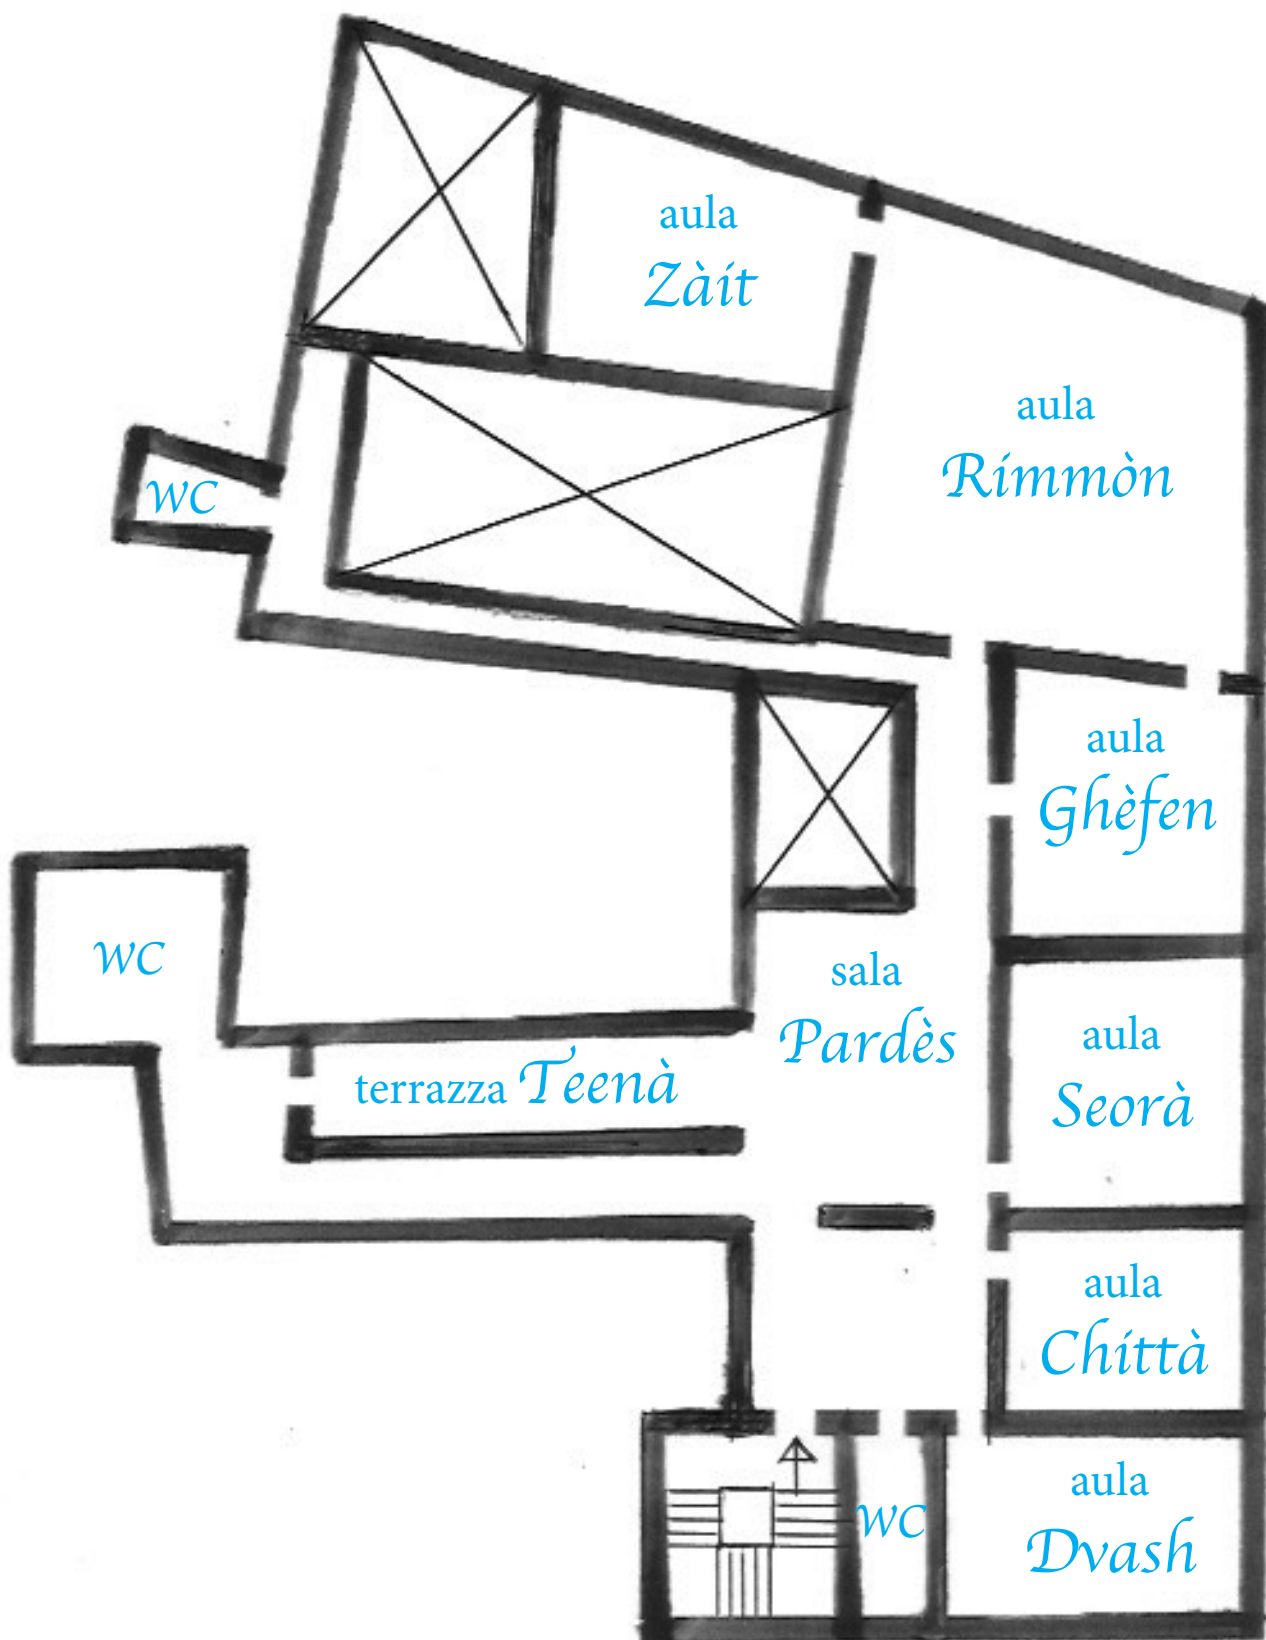 aula
Zàit
aula
Rimmòn
WC
aula
Ghèfen
WC
sala
Pardès
aula
Seorà
terrazza Teenà
aula
Chittà
aula
Dvash
WC